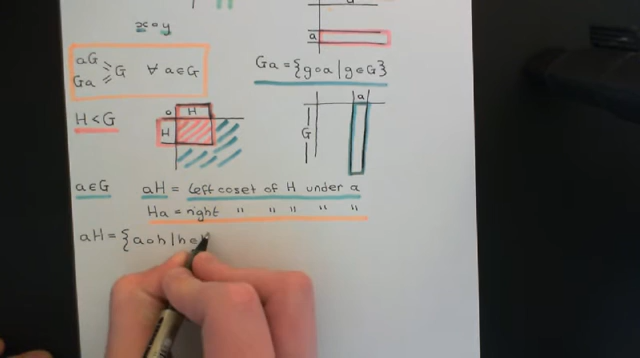 x∘y
a
aG
Ga
= G ∀ a∈G
Ga = {g∘a | g∈G}
o H
H
a
G
H < G
a∈G aH = left coset of H under a
Ha = right " " " " "
aH = {a∘h | h ∈